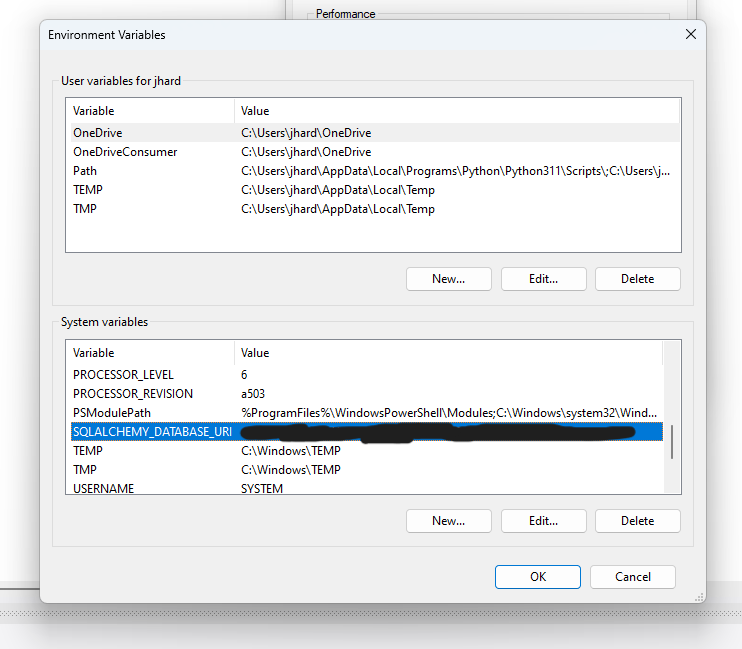 Performance
Environment Variables
User variables for jhard
Variable Value
OneDrive C:\Users\jhard\OneDrive
OneDriveConsumer C:\Users\jhard\OneDrive
Path C:\Users\jhard\AppData\Local\Programs\Python\Python311\Scripts\;C:\Users\j...
TEMP C:\Users\jhard\AppData\Local\Temp
TMP C:\Users\jhard\AppData\Local\Temp
New... Edit... Delete
System variables
Variable Value
PROCESSOR_LEVEL 6
PROCESSOR_REVISION a503
PSModulePath %ProgramFiles%\WindowsPowerShell\Modules;C:\Windows\system32\Wind...
SQLALCHEMY_DATABASE_URI
TEMP C:\Windows\TEMP
TMP C:\Windows\TEMP
USERNAME SYSTEM
New... Edit... Delete
OK Cancel